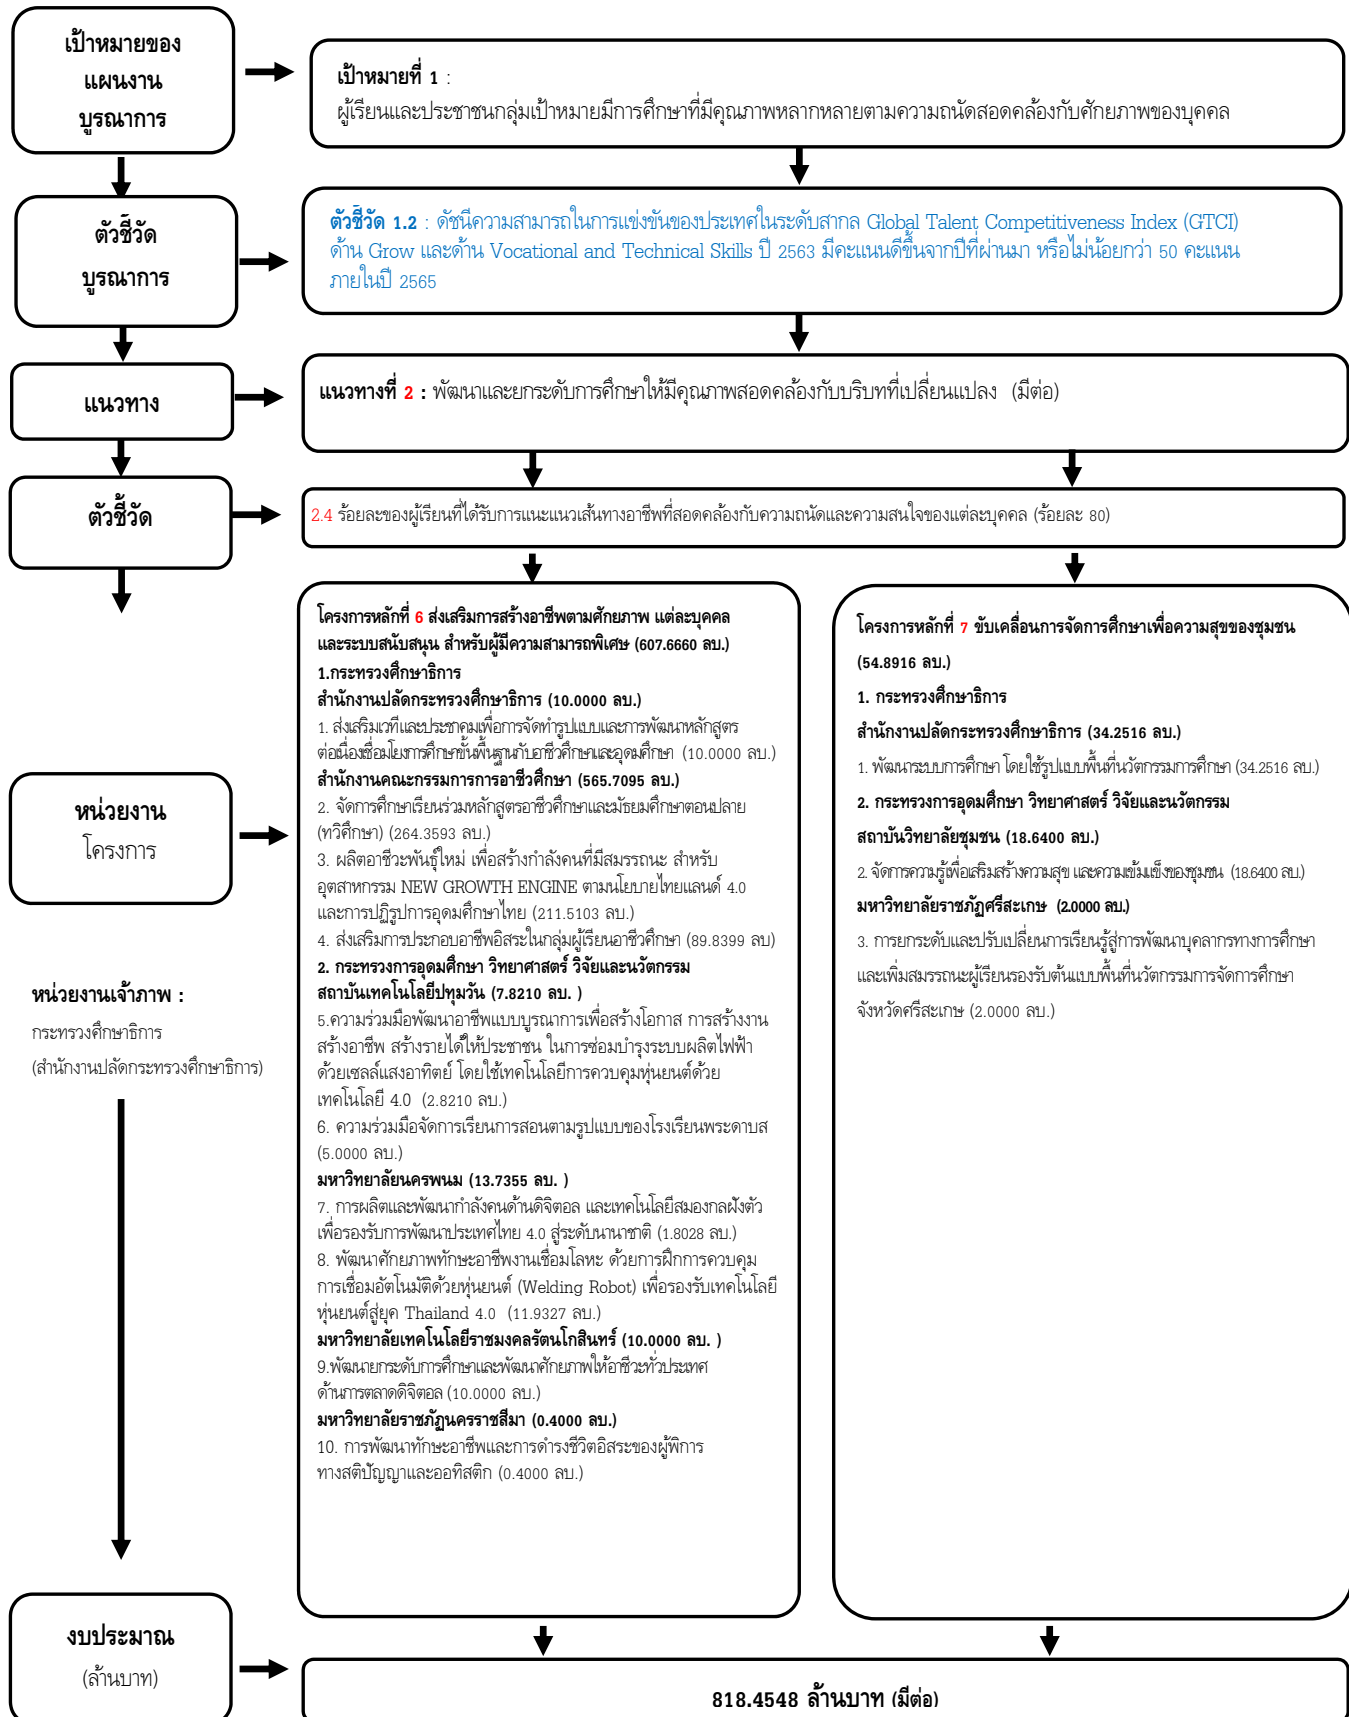 เป้าหมายของ
แผนงาน
บูรณาการ
เป้าหมายที่ 1 :
ผู้เรียนและประชาชนกลุ่มเป้าหมายมีการศึกษาที่มีคุณภาพหลากหลายตามความถนัดสอดคล้องกับศักยภาพของบุคคล
ตัวชี้วัด
บูรณาการ
ตัวชี้วัด 1.2 : ดัชนีความสามารถในการแข่งขันของประเทศในระดับสากล Global Talent Competitiveness Index (GTCI)
ด้าน Grow และด้าน Vocational and Technical Skills ปี 2563 มีคะแนนดีขึ้นจากปีที่ผ่านมา หรือไม่น้อยกว่า 50 คะแนน
ภายในปี 2565
แนวทาง
แนวทางที่ 2 : พัฒนาและยกระดับการศึกษาให้มีคุณภาพสอดคล้องกับบริบทที่เปลี่ยนแปลง (มีต่อ)
ตัวชี้วัด
2.4 ร้อยละของผู้เรียนที่ได้รับการแนะแนวเส้นทางอาชีพที่สอดคล้องกับความถนัดและความสนใจของแต่ละบุคคล (ร้อยละ 80)
หน่วยงาน
โครงการ
หน่วยงานเจ้าภาพ :
กระทรวงศึกษาธิการ
(สำนักงานปลัดกระทรวงศึกษาธิการ)
โครงการหลักที่ 6 ส่งเสริมการสร้างอาชีพตามศักยภาพ แต่ละบุคคล
และระบบสนับสนุน สำหรับผู้มีความสามารถพิเศษ (607.6660 ลบ.)
1.กระทรวงศึกษาธิการ
สำนักงานปลัดกระทรวงศึกษาธิการ (10.0000 ลบ.)
1. ส่งเสริมเวทีและประชาคมเพื่อการจัดทำรูปแบบและการพัฒนาหลักสูตร
ต่อเนื่องเชื่อมโยงการศึกษาขั้นพื้นฐานกับอาชีวศึกษาและอุดมศึกษา (10.0000 ลบ.)
สำนักงานคณะกรรมการการอาชีวศึกษา (565.7095 ลบ.)
2. จัดการศึกษาเรียนร่วมหลักสูตรอาชีวศึกษาและมัธยมศึกษาตอนปลาย
(ทวิศึกษา) (264.3593 ลบ.)
3. ผลิตอาชีวะพันธุ์ใหม่ เพื่อสร้างกำลังคนที่มีสมรรถนะ สำหรับ
อุตสาหกรรม NEW GROWTH ENGINE ตามนโยบายไทยแลนด์ 4.0
และการปฏิรูปการอุดมศึกษาไทย (211.5103 ลบ.)
4. ส่งเสริมการประกอบอาชีพอิสระในกลุ่มผู้เรียนอาชีวศึกษา (89.8399 ลบ)
2. กระทรวงการอุดมศึกษา วิทยาศาสตร์ วิจัยและนวัตกรรม
สถาบันเทคโนโลยีปทุมวัน (7.8210 ลบ. )
5.ความร่วมมือพัฒนาอาชีพแบบบูรณาการเพื่อสร้างโอกาส การสร้างงาน
สร้างอาชีพ สร้างรายได้ให้ประชาชน ในการซ่อมบำรุงระบบผลิตไฟฟ้า
ด้วยเซลล์แสงอาทิตย์ โดยใช้เทคโนโลยีการควบคุมหุ่นยนต์ด้วย
เทคโนโลยี 4.0 (2.8210 ลบ.)
6. ความร่วมมือจัดการเรียนการสอนตามรูปแบบของโรงเรียนพระดาบส
(5.0000 ลบ.)
มหาวิทยาลัยนครพนม (13.7355 ลบ. )
7. การผลิตและพัฒนากำลังคนด้านดิจิตอล และเทคโนโลยีสมองกลฝังตัว
เพื่อรองรับการพัฒนาประเทศไทย 4.0 สู่ระดับนานาชาติ (1.8028 ลบ.)
8. พัฒนาศักยภาพทักษะอาชีพงานเชื่อมโลหะ ด้วยการฝึกการควบคุม
การเชื่อมอัตโนมัติด้วยหุ่นยนต์ (Welding Robot) เพื่อรองรับเทคโนโลยี
หุ่นยนต์สู่ยุค Thailand 4.0 (11.9327 ลบ.)
มหาวิทยาลัยเทคโนโลยีราชมงคลรัตนโกสินทร์ (10.0000 ลบ. )
9.พัฒนายกระดับการศึกษาและพัฒนาศักยภาพให้อาชีวะทั่วประเทศ
ด้านการตลาดดิจิตอล (10.0000 ลบ.)
มหาวิทยาลัยราชภัฏนครราชสีมา (0.4000 ลบ.)
10. การพัฒนาทักษะอาชีพและการดำรงชีวิตอิสระของผู้พิการ
ทางสติปัญญาและออทิสติก (0.4000 ลบ.)
โครงการหลักที่ 7 ขับเคลื่อนการจัดการศึกษาเพื่อความสุขของชุมชน
(54.8916 ลบ.)
1. กระทรวงศึกษาธิการ
สำนักงานปลัดกระทรวงศึกษาธิการ (34.2516 ลบ.)
1. พัฒนาระบบการศึกษา โดยใช้รูปแบบพื้นที่นวัตกรรมการศึกษา (34.2516 ลบ.)
2. กระทรวงการอุดมศึกษา วิทยาศาสตร์ วิจัยและนวัตกรรม
สถาบันวิทยาลัยชุมชน (18.6400 ลบ.)
2. จัดการความรู้เพื่อเสริมสร้างความสุข และความเข้มแข็งของชุมชน (18.6400 ลบ.)
มหาวิทยาลัยราชภัฏศรีสะเกษ (2.0000 ลบ.)
3. การยกระดับและปรับเปลี่ยนการเรียนรู้สู่การพัฒนาบุคลากรทางการศึกษา
และเพิ่มสมรรถนะผู้เรียนรองรับต้นแบบพื้นที่นวัตกรรมการจัดการศึกษา
จังหวัดศรีสะเกษ (2.0000 ลบ.)
งบประมาณ
(ล้านบาท)
818.4548 ล้านบาท (มีต่อ)